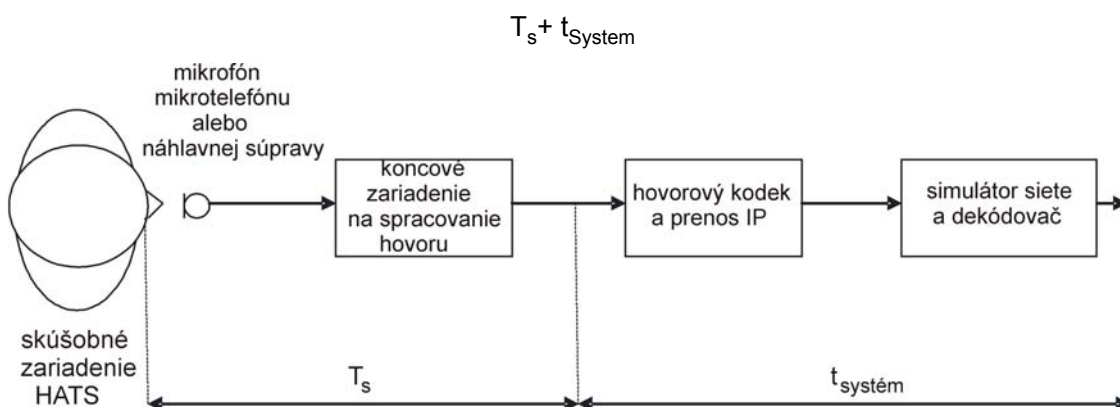 Ts+ tSystem
mikrofón
mikrotelefónu
alebo
náhlavnej súpravy
koncové
zariadenie
na spracovanie
hovoru
hovorový kodek
a prenos IP
simulátor siete
a dekódovač
skúšobné
zariadenie
HATS
Ts
tsystém